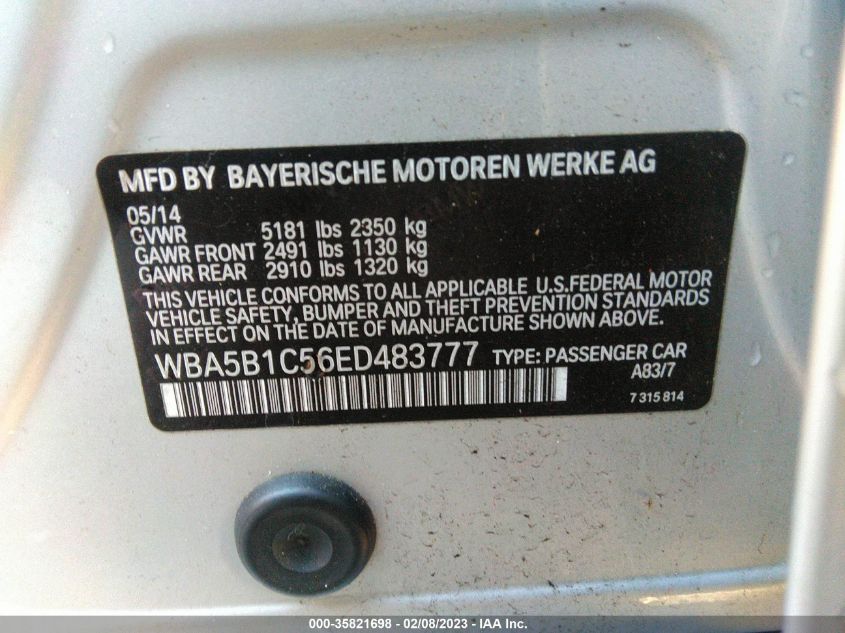 MFD BY BAYERISCHE MOTOREN WERKE AG
05/14
GVWR 5181 lbs 2350 kg
GAWR FRONT 2491 lbs 1130 kg
GAWR REAR 2910 lbs 1320 kg
THIS VEHICLE CONFORMS TO ALL APPLICABLE U.S.FEDERAL MOTOR
VEHICLE SAFETY, BUMPER AND THEFT PREVENTION STANDARDS
IN EFFECT ON THE DATE OF MANUFACTURE SHOWN ABOVE.
WBA5B1C56ED483777 TYPE: PASSENGER CAR
A83/7
7 315 814
000-35821698 - 02/08/2023 - IAA Inc.